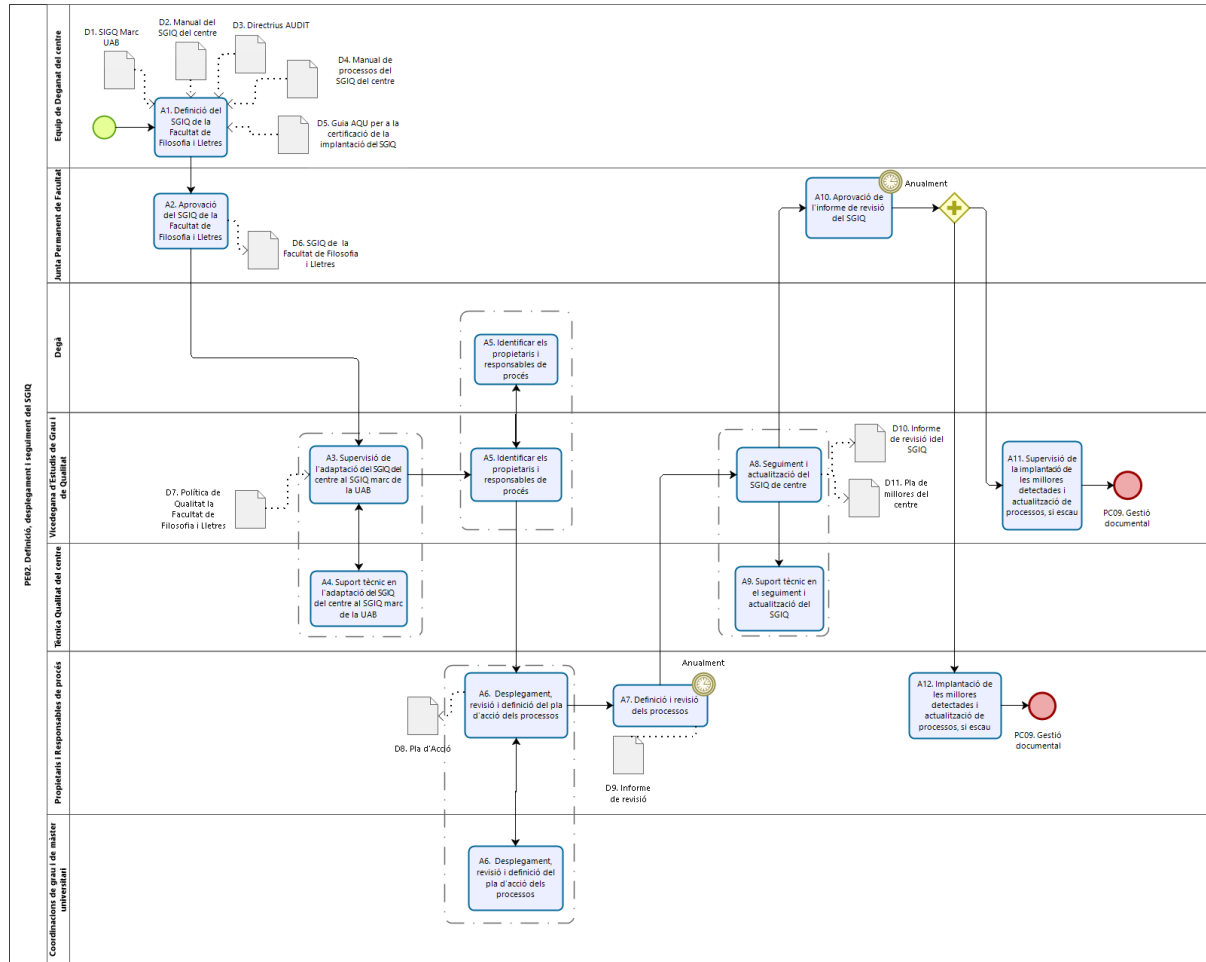 PE02. Definició, desplegament i seguiment del SGIQ
Equip de Deganat del centre
D1. SIGQ Marc
UAB
D2. Manual del
SGIQ del centre
D3. Directrius AUDIT
D4. Manual de
processos del
SGIQ del centre
A1. Definició del
SGIQ de la
Facultat de
Filosofia i Lletres
D5. Guia AQU per a la
certificació de la
implantació del SGIQ
Junta Permanent de Facultat
A2. Aprovació
del SGIQ de la
Facultat de
Filosofia i Lletres
D6. SGIQ de la
Facultat de Filosofia
i Lletres
A10. Aprovació de
l'informe de revisió
del SGIQ
Anualment
Degà
A5. Identificar els
propietaris i
responsables de
procés
Vicedegana d'Estudis de Grau i
de Qualitat
D7. Política de
Qualitat la
Facultat de
Filosofia i Lletres
A3. Supervisió de
l'adaptació del SGIQ del
centre al SGIQ marc de
la UAB
A5. Identificar els
propietaris i
responsables de
procés
A8. Seguiment i
actualització del
SGIQ de centre
D10. Informe
de revisió idel
SGIQ
D11. Pla de
millores del
centre
A11. Supervisió de
la implantació de
les millores
detectades i
actualització de
processos, si escau
PC09. Gestió
documental
Tècnica Qualitat del centre
A4. Suport tècnic en
l'adaptació del SGIQ
del centre al SGIQ marc
de la UAB
A9. Suport tècnic en
el seguiment i
actualització del
SGIQ
Propietaris i Responsables de procés
D8. Pla d'Acció
A6. Desplegament,
revisió i definició del pla
d'acció dels processos
A7. Definició i revisió
dels processos
Anualment
D9. Informe
de revisió
A12. Implantació de
les millores
detectades i
actualització de
processos, si escau
PC09. Gestió
documental
Coordinacions de grau i de màster
universitari
A6. Desplegament,
revisió i definició del
pla d'acció dels
processos